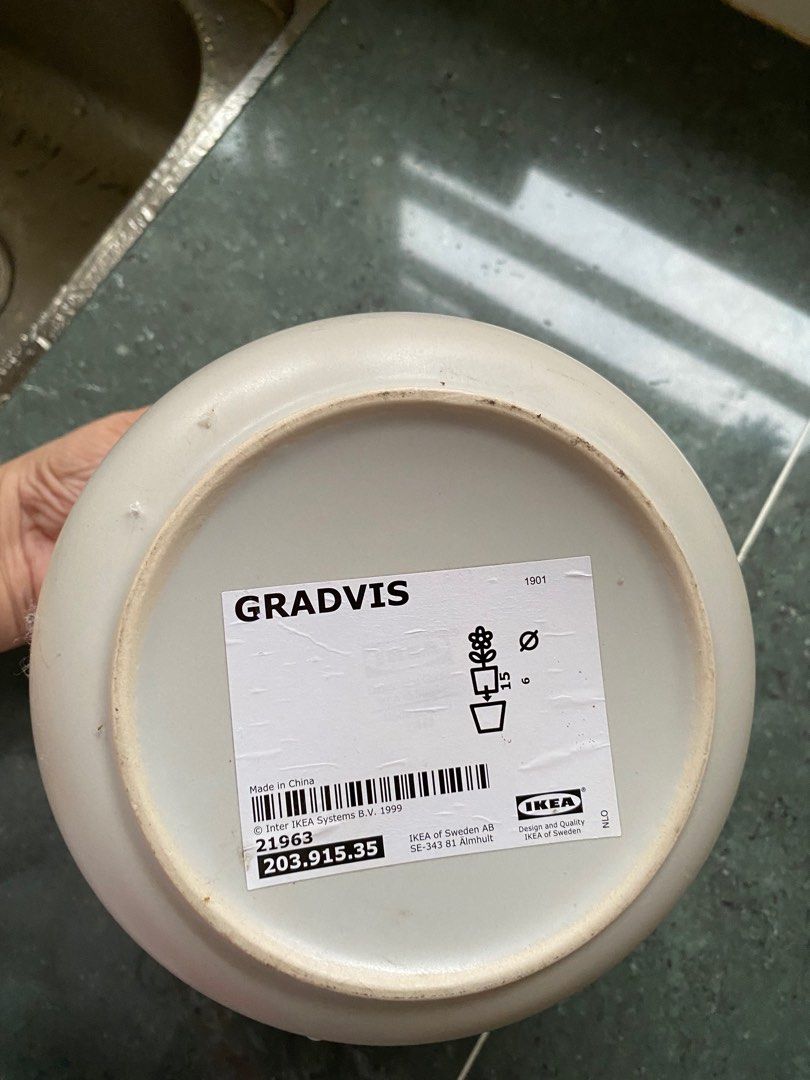 GRADVIS
1901
Ø
15
6
Made in China
© Inter IKEA Systems B.V. 1999
21963
203.915.35
IKEA of Sweden AB
SE-343 81 Älmhult
IKEA®
Design and Quality
IKEA of Sweden
NLO